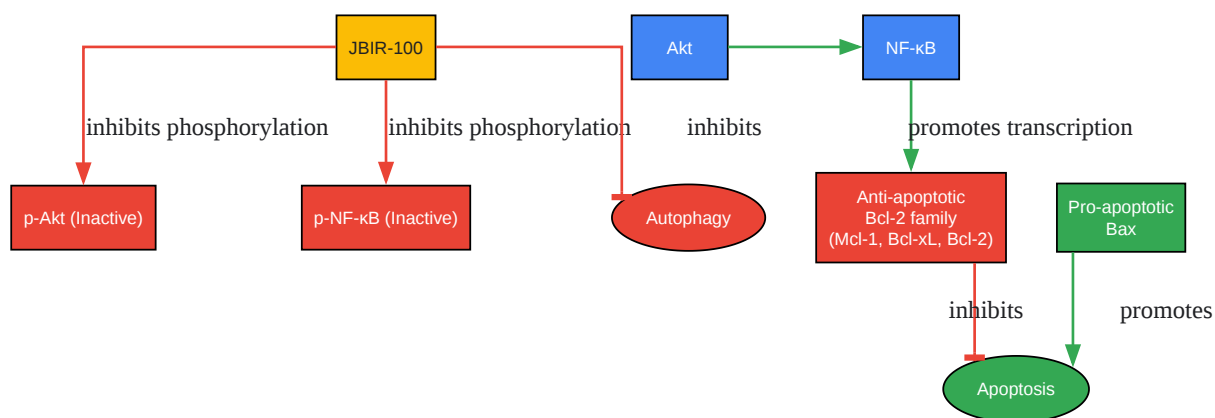 JBIR-100
Akt
NF-κB
inhibits phosphorylation
inhibits phosphorylation
inhibits
promotes transcription
p-Akt (Inactive)
p-NF-κB (Inactive)
Autophagy
Anti-apoptotic
Bcl-2 family
(Mcl-1, Bcl-xL, Bcl-2)
Pro-apoptotic
Bax
inhibits
promotes
Apoptosis